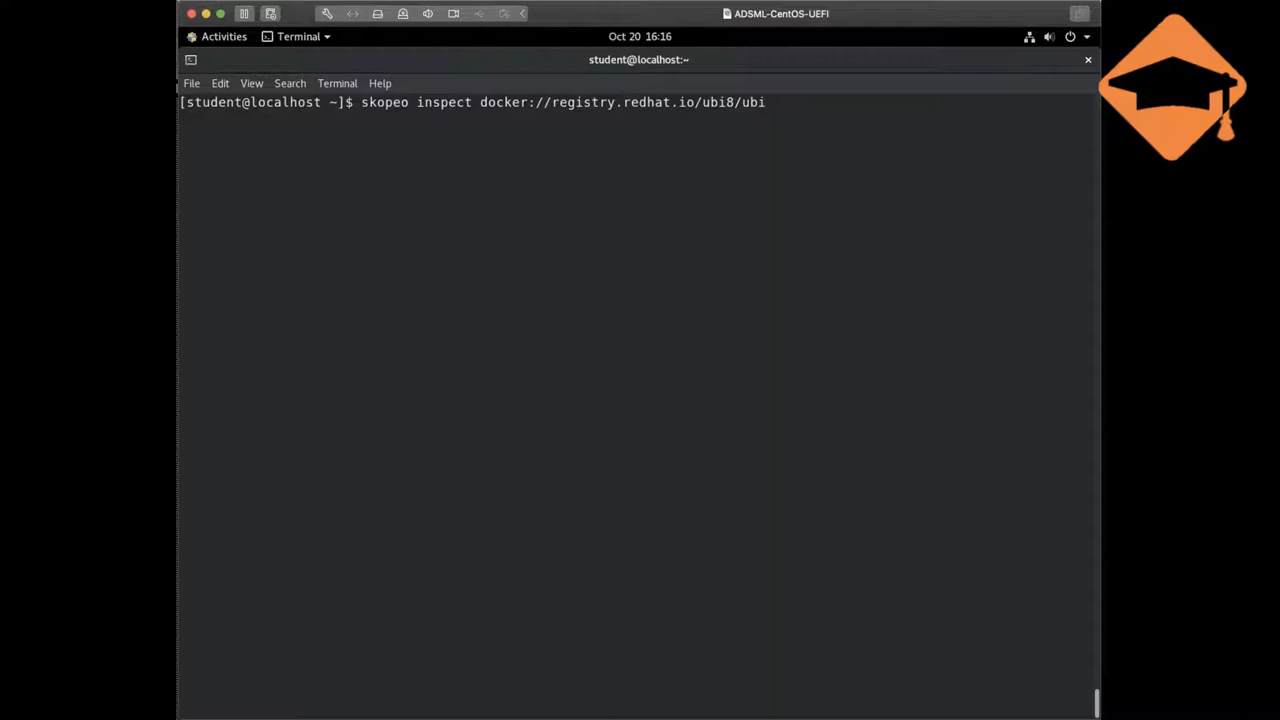 ADSML-CentOS-UEFI
Activities Terminal Oct 20 16:16
student@localhost:~
File Edit View Search Terminal Help
[student@localhost ~]$ skopeo inspect docker://registry.redhat.io/ubi8/ubi